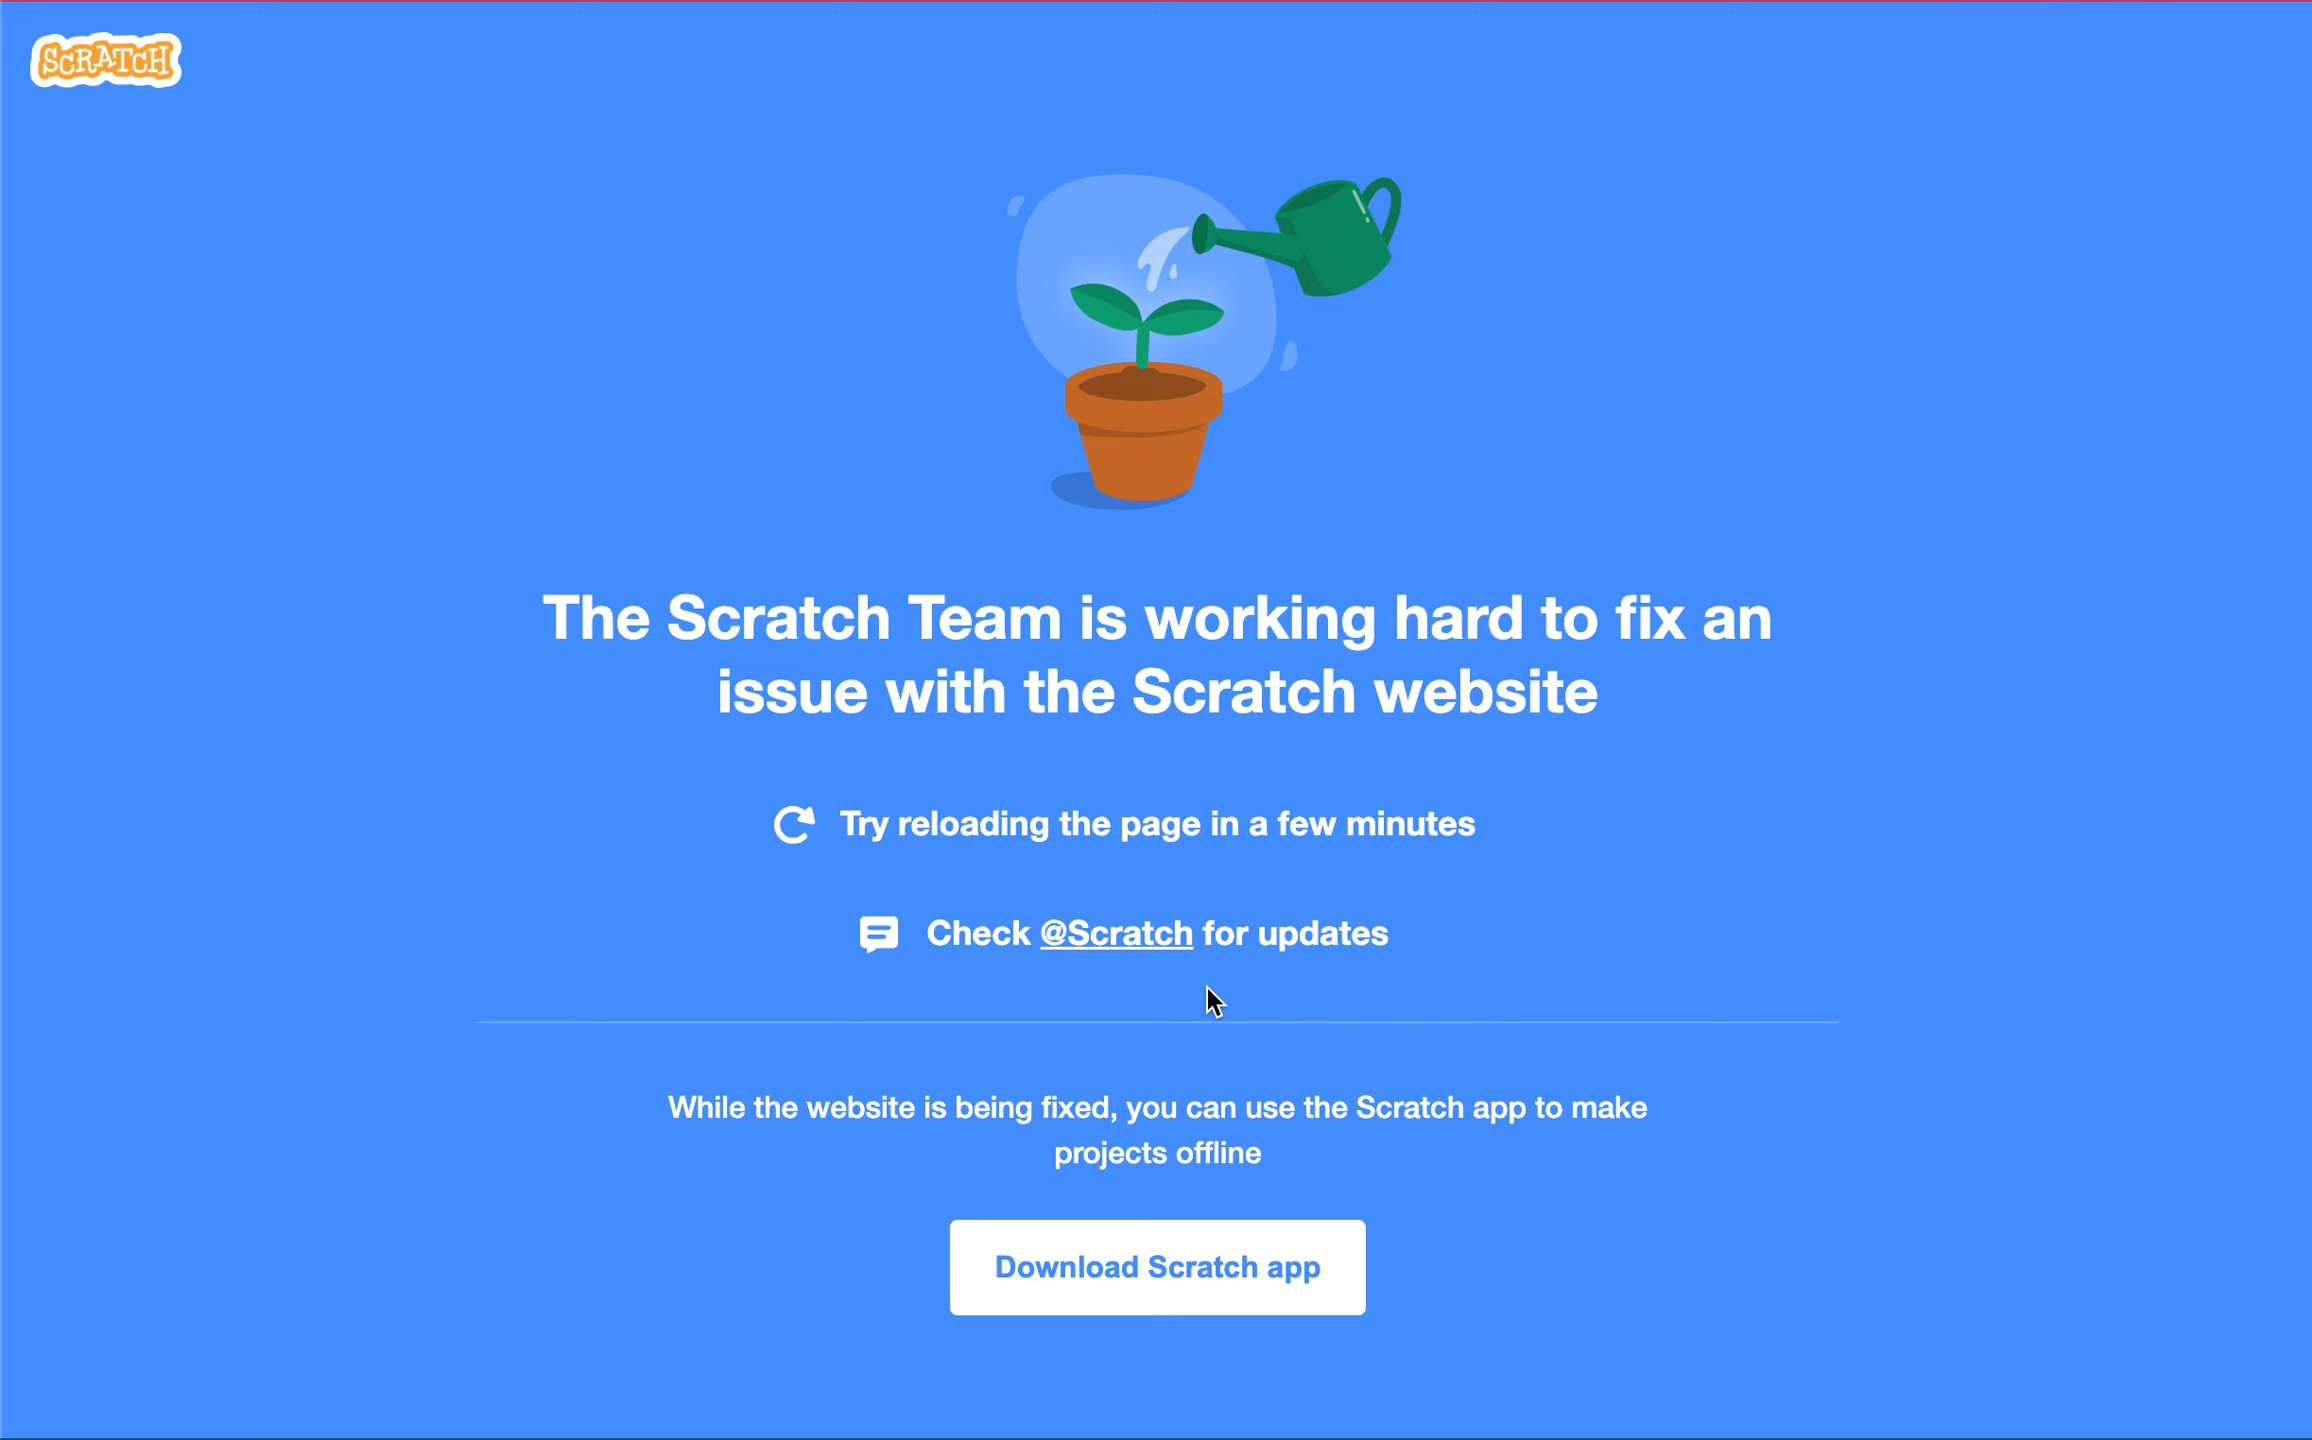 SCRATCH
The Scratch Team is working hard to fix an
issue with the Scratch website
Try reloading the page in a few minutes
Check @Scratch for updates
While the website is being fixed, you can use the Scratch app to make
projects offline
Download Scratch app